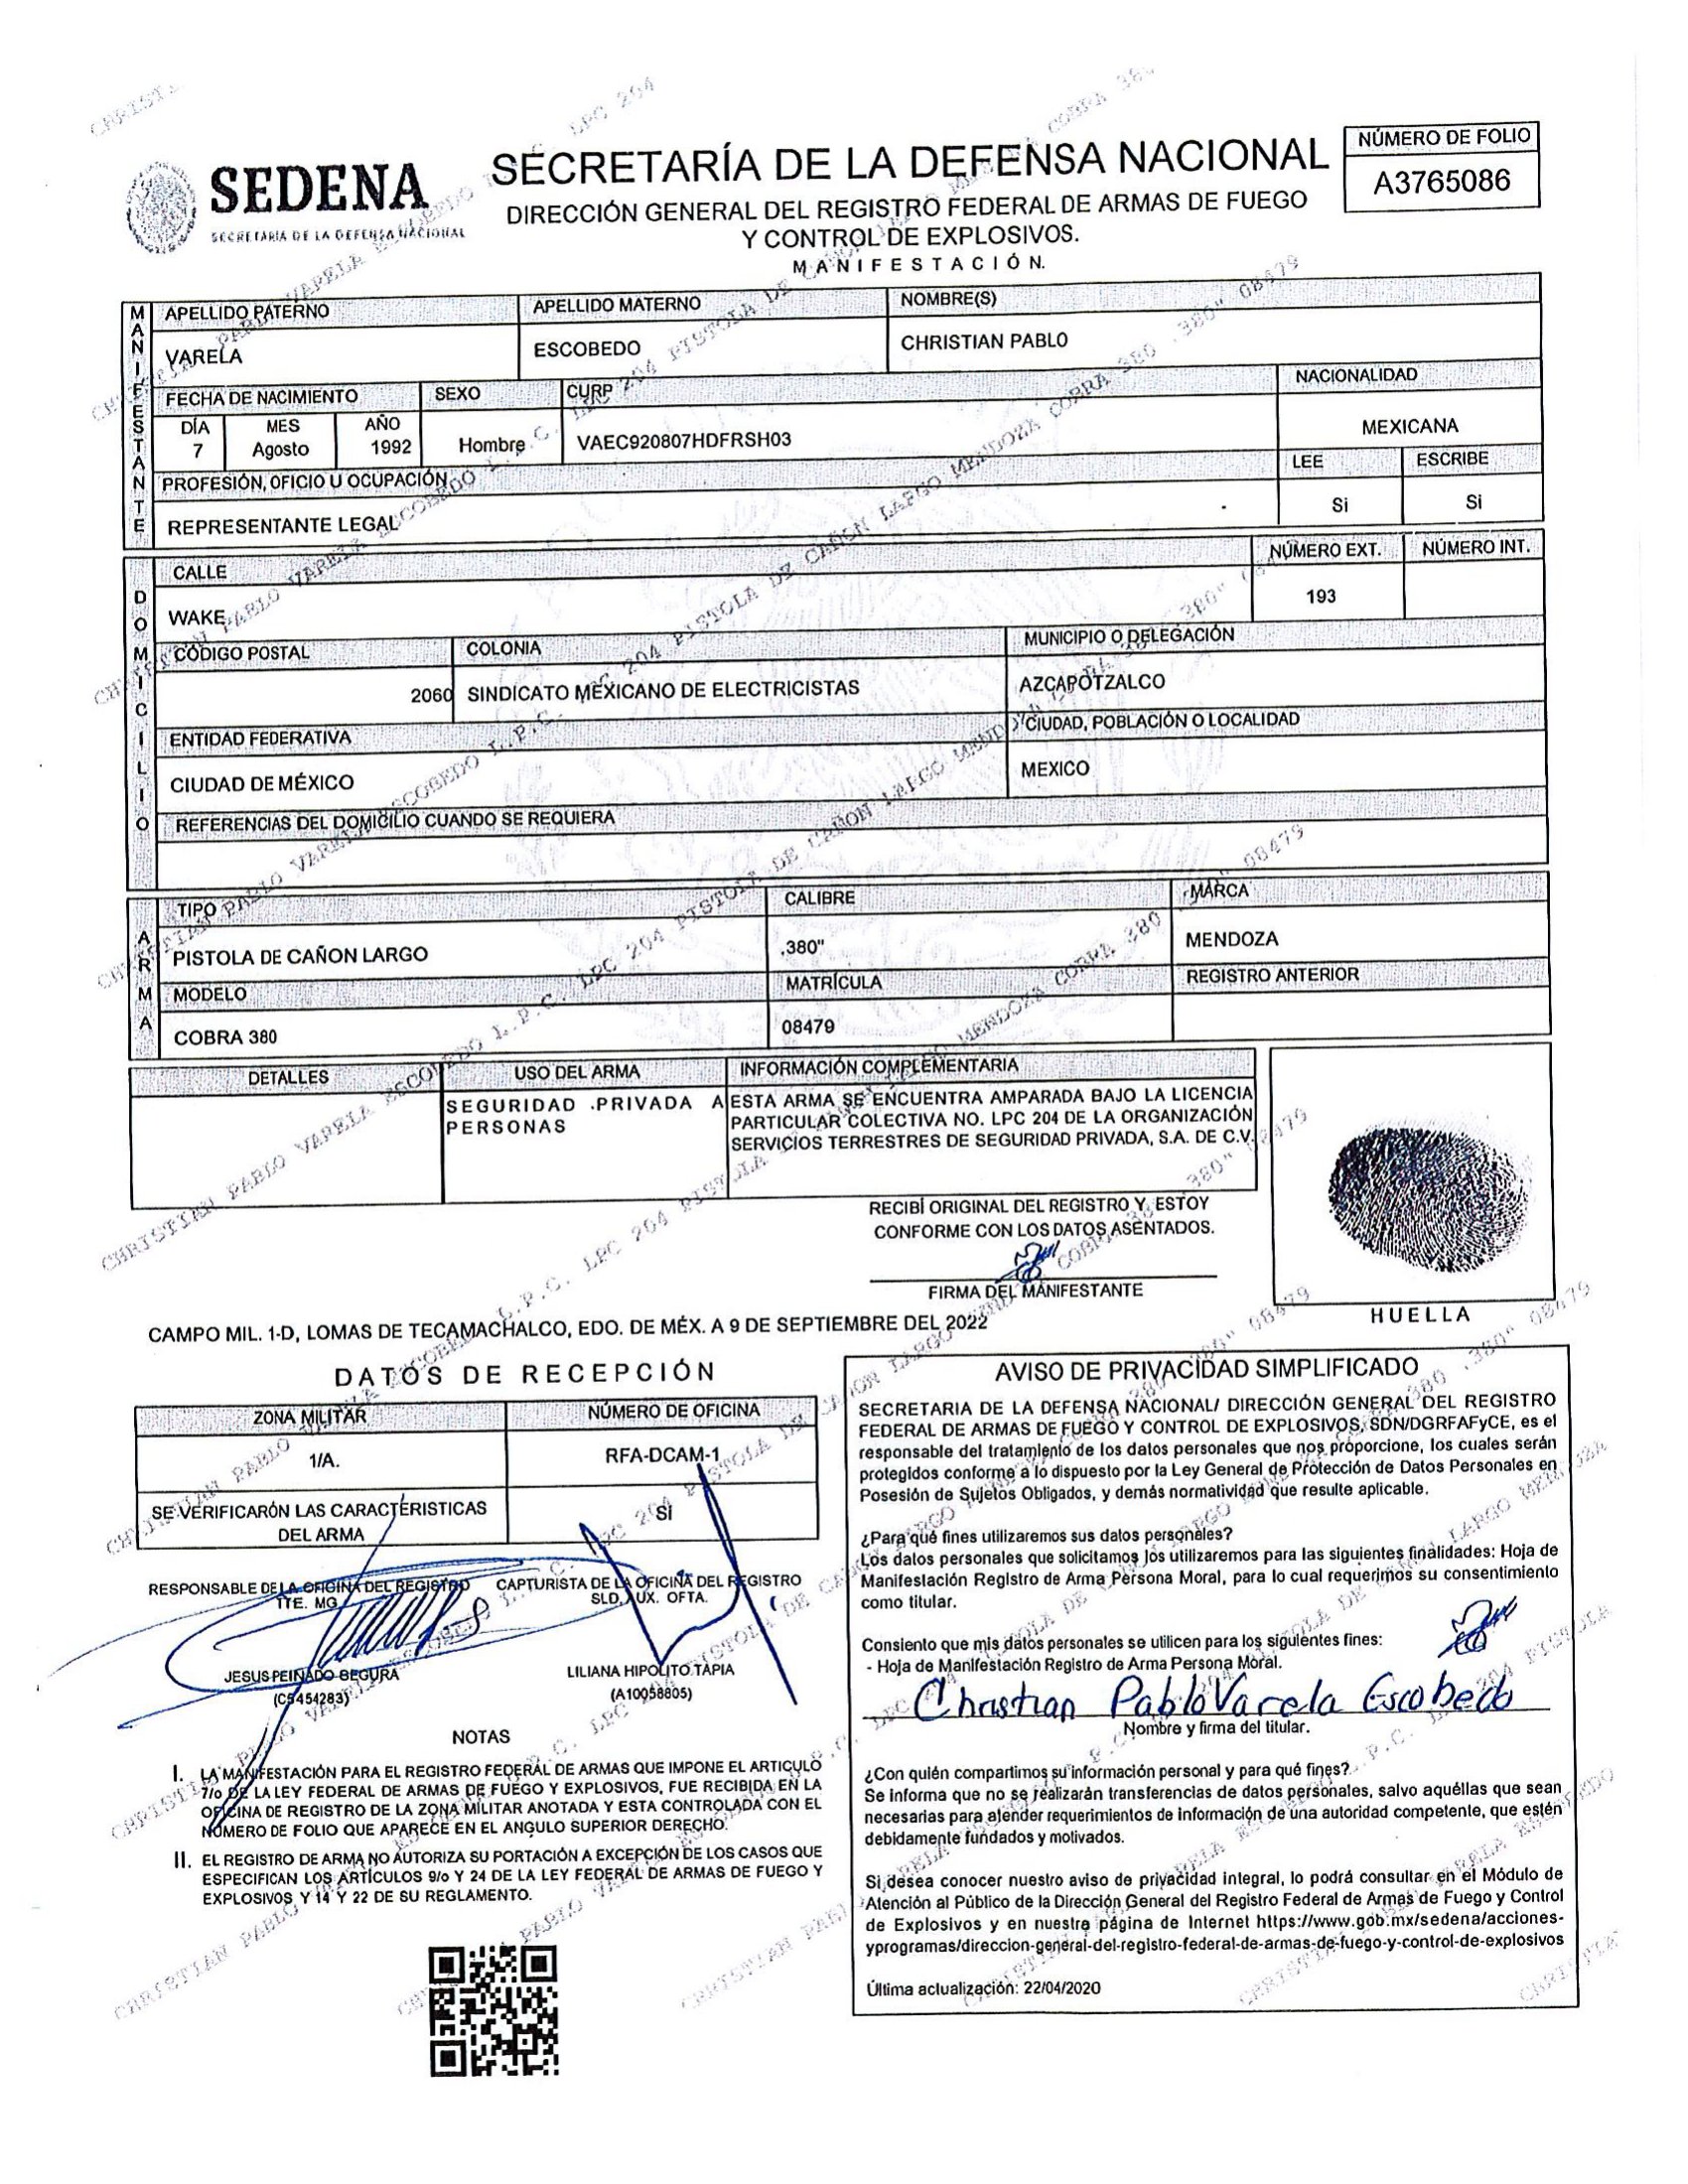 SEDENA
SECRETARÍA DE LA DEFENSA NACIONAL
SECRETARÍA DE LA DEFENSA NACIONAL
DIRECCIÓN GENERAL DEL REGISTRO FEDERAL DE ARMAS DE FUEGO
Y CONTROL DE EXPLOSIVOS.
MANIFESTACIÓN.
NÚMERO DE FOLIO
A3765086
MANIFESTANTE
APELLIDO PATERNO
APELLIDO MATERNO
NOMBRE(S)
VARELA
ESCOBEDO
CHRISTIAN PABLO
FECHA DE NACIMIENTO
SEXO
CURP
NACIONALIDAD
DÍA
MES
AÑO
7
Agosto
1992
Hombre
VAEC920807HDFRSH03
MEXICANA
PROFESIÓN, OFICIO U OCUPACIÓN
LEE
ESCRIBE
REPRESENTANTE LEGAL
Si
Si
DOMICILIO
CALLE
NÚMERO EXT.
NÚMERO INT.
WAKE
193
CÓDIGO POSTAL
COLONIA
MUNICIPIO O DELEGACIÓN
2060
SINDICATO MEXICANO DE ELECTRICISTAS
AZCAPOTZALCO
ENTIDAD FEDERATIVA
CIUDAD, POBLACIÓN O LOCALIDAD
CIUDAD DE MÉXICO
MEXICO
REFERENCIAS DEL DOMICILIO CUANDO SE REQUIERA
ARMA
TIPO
CALIBRE
MARCA
PISTOLA DE CAÑON LARGO
.380"
MENDOZA
MODELO
MATRÍCULA
REGISTRO ANTERIOR
COBRA 380
08479
DETALLES
USO DEL ARMA
INFORMACIÓN COMPLEMENTARIA
SEGURIDAD PRIVADA A
PERSONAS
ESTA ARMA SE ENCUENTRA AMPARADA BAJO LA LICENCIA
PARTICULAR COLECTIVA NO. LPC 204 DE LA ORGANIZACIÓN
SERVICIOS TERRESTRES DE SEGURIDAD PRIVADA, S.A. DE C.V.
RECIBÍ ORIGINAL DEL REGISTRO Y ESTOY
CONFORME CON LOS DATOS ASENTADOS.
FIRMA DEL MANIFESTANTE
HUELLA
CAMPO MIL. 1-D, LOMAS DE TECAMACHALCO, EDO. DE MÉX. A 9 DE SEPTIEMBRE DEL 2022
DATOS DE RECEPCIÓN
ZONA MILITAR
NÚMERO DE OFICINA
1/A.
RFA-DCAM-1
SE VERIFICARÓN LAS CARACTERISTICAS
DEL ARMA
SI
RESPONSABLE DE LA OFICINA DEL REGISTRO
TTE. MG.
JESUS PEINADO SEGURA
(C5454283)
CAPTURISTA DE LA OFICINA DEL REGISTRO
SLD. AUX. OFTA.
LILIANA HIPOLITO TAPIA
(A10058805)
NOTAS
I. LA MANIFESTACIÓN PARA EL REGISTRO FEDERAL DE ARMAS QUE IMPONE EL ARTICULO
7/o DE LA LEY FEDERAL DE ARMAS DE FUEGO Y EXPLOSIVOS, FUE RECIBIDA EN LA
OFICINA DE REGISTRO DE LA ZONA MILITAR ANOTADA Y ESTA CONTROLADA CON EL
NÚMERO DE FOLIO QUE APARECE EN EL ANGULO SUPERIOR DERECHO.
II. EL REGISTRO DE ARMA NO AUTORIZA SU PORTACIÓN A EXCEPCIÓN DE LOS CASOS QUE
ESPECIFICAN LOS ARTÍCULOS 9/o Y 24 DE LA LEY FEDERAL DE ARMAS DE FUEGO Y
EXPLOSIVOS Y 14 Y 22 DE SU REGLAMENTO.
AVISO DE PRIVACIDAD SIMPLIFICADO
SECRETARIA DE LA DEFENSA NACIONAL/ DIRECCIÓN GENERAL DEL REGISTRO
FEDERAL DE ARMAS DE FUEGO Y CONTROL DE EXPLOSIVOS, SDN/DGRFAFyCE, es el
responsable del tratamiento de los datos personales que nos proporcione, los cuales serán
protegidos conforme a lo dispuesto por la Ley General de Protección de Datos Personales en
Posesión de Sujetos Obligados, y demás normatividad que resulte aplicable.
¿Para qué fines utilizaremos sus datos personales?
Los datos personales que solicitamos los utilizaremos para las siguientes finalidades: Hoja de
Manifestación Registro de Arma Persona Moral, para lo cual requerimos su consentimiento
como titular.
Consiento que mis datos personales se utilicen para los siguientes fines:
- Hoja de Manifestación Registro de Arma Persona Moral.
Christian Pablo Varela Escobedo
Nombre y firma del titular.
¿Con quién compartimos su información personal y para qué fines?
Se informa que no se realizarán transferencias de datos personales, salvo aquéllas que sean
necesarias para atender requerimientos de información de una autoridad competente, que estén
debidamente fundados y motivados.
Si desea conocer nuestro aviso de privacidad integral, lo podrá consultar en el Módulo de
Atención al Público de la Dirección General del Registro Federal de Armas de Fuego y Control
de Explosivos y en nuestra página de Internet https://www.gob.mx/sedena/acciones-
yprogramas/direccion-general-del-registro-federal-de-armas-de-fuego-y-control-de-explosivos
Última actualización: 22/04/2020